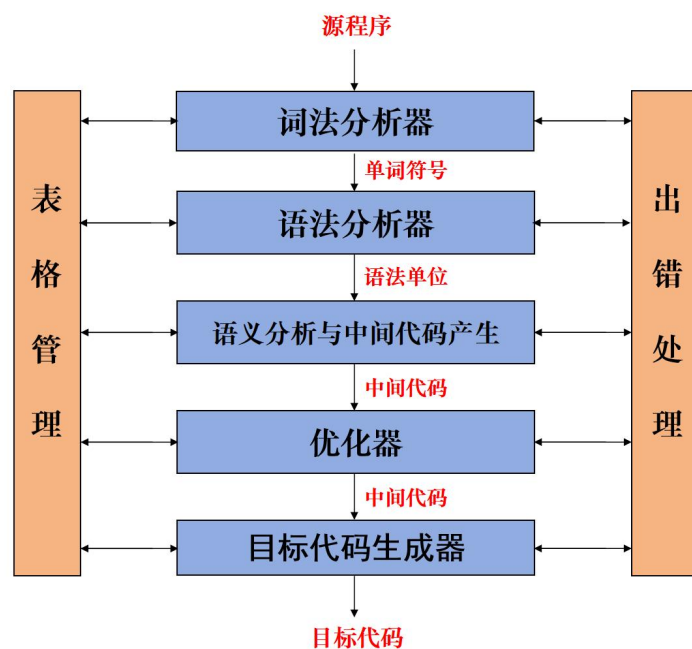 源程序
词法分析器
单词符号
语法分析器
语法单位
语义分析与中间代码产生
中间代码
优化器
中间代码
目标代码生成器
目标代码
表格管理
出错处理